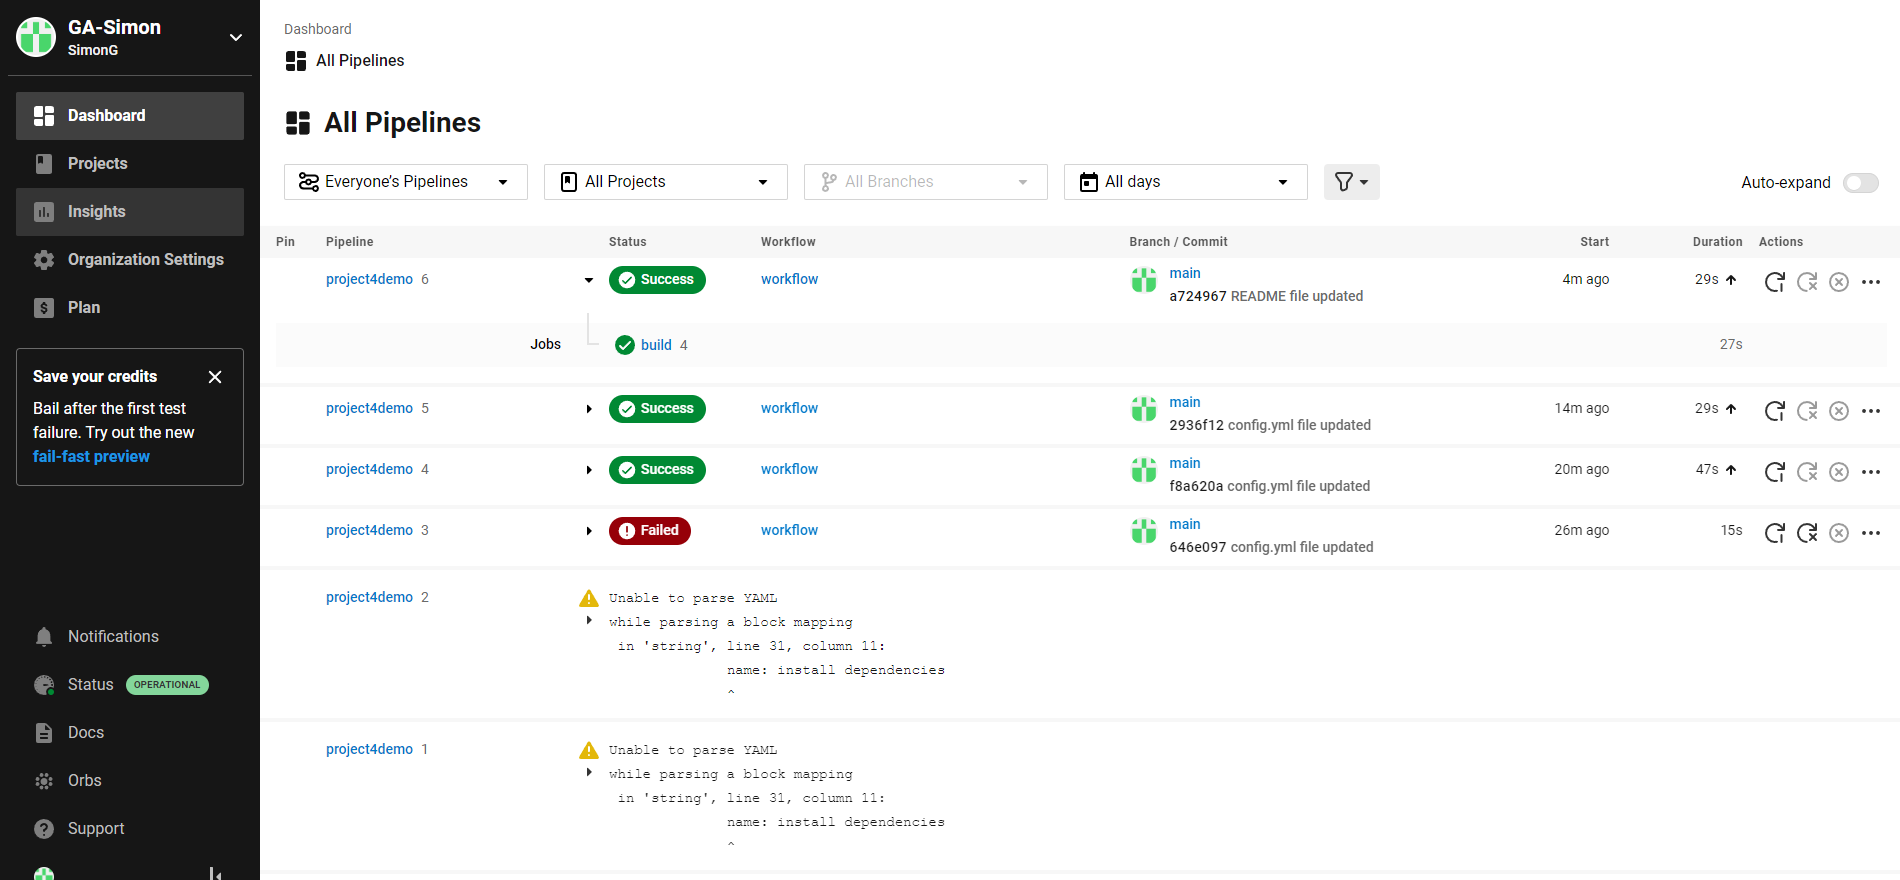 GA-Simon
SimonG
Dashboard
Projects
Insights
Organization Settings
Plan
Save your credits
Bail after the first test
failure. Try out the new
fail-fast preview
Notifications
Status OPERATIONAL
Docs
Orbs
Support
Dashboard
All Pipelines
All Pipelines
Everyone's Pipelines All Projects All Branches All days Auto-expand
Pin Pipeline Status Workflow Branch / Commit Start Duration Actions
project4demo 6 Success workflow main 4m ago 29s
a724967 README file updated
Jobs build 4 27s
project4demo 5 Success workflow main 14m ago 29s
2936f12 config.yml file updated
project4demo 4 Success workflow main 20m ago 47s
f8a620a config.yml file updated
project4demo 3 Failed workflow main 26m ago 15s
646e097 config.yml file updated
project4demo 2 Unable to parse YAML
while parsing a block mapping
in 'string', line 31, column 11:
name: install dependencies
^
project4demo 1 Unable to parse YAML
while parsing a block mapping
in 'string', line 31, column 11:
name: install dependencies
^